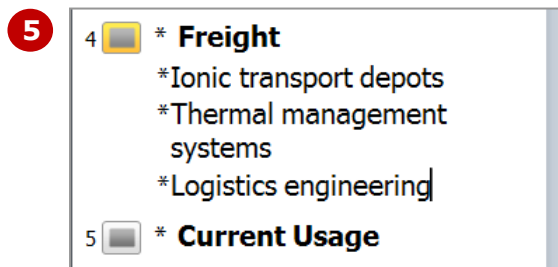 5
4 * Freight
*Ionic transport depots
*Thermal management
systems
*Logistics engineering
5 * Current Usage